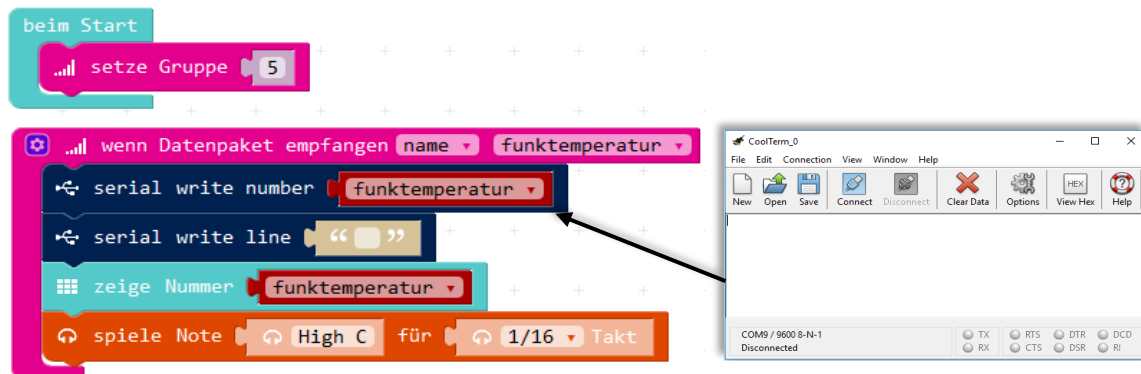 beim Start
setze Gruppe 5
wenn Datenpaket empfangen name funktemperatur
serial write number funktemperatur
serial write line “ ”
zeige Nummer funktemperatur
spiele Note High C für 1/16 Takt
CoolTerm_0
File Edit Connection View Window Help
New Open Save Connect Disconnect Clear Data Options HEX View Hex Help
COM9 / 9600 8-N-1
Disconnected
TX RTS DTR DCD
RX CTS DSR RI